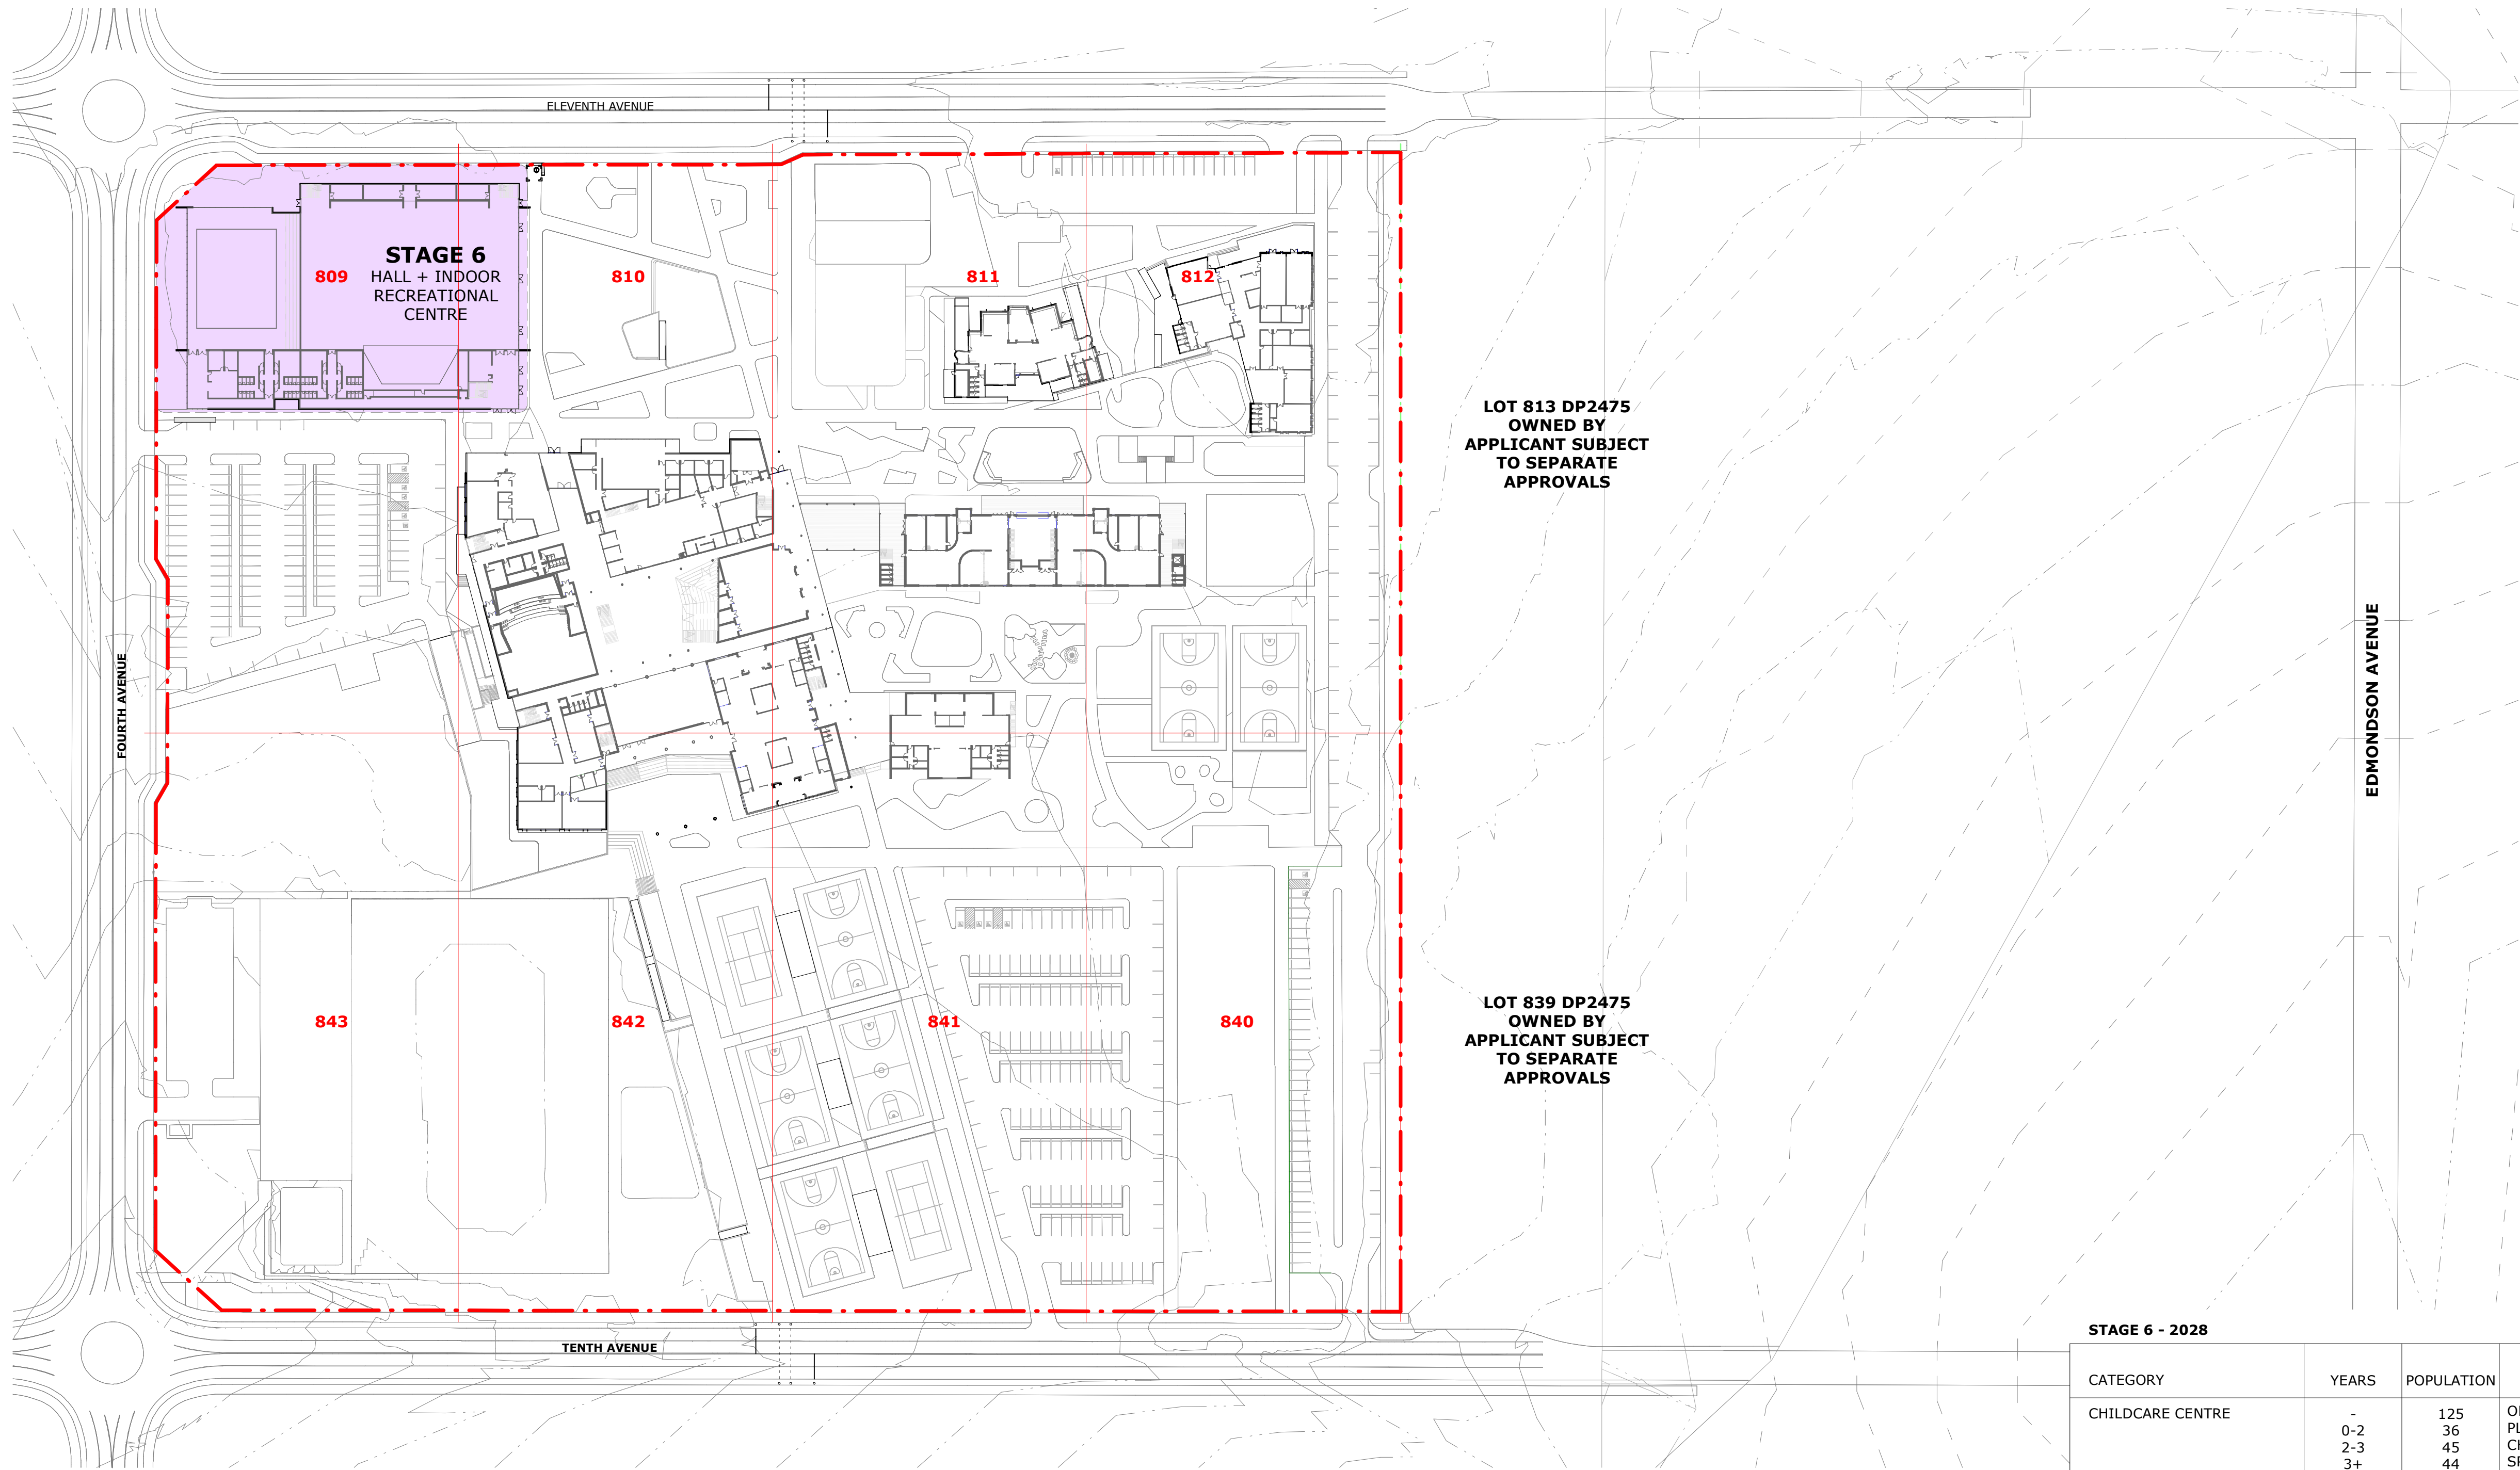 ELEVENTH AVENUE
STAGE 6
HALL + INDOOR
RECREATIONAL
CENTRE
809
810
811
812
LOT 813 DP2475
OWNED BY
APPLICANT SUBJECT
TO SEPARATE
APPROVALS
FOURTH AVENUE
EDMONDSON AVENUE
843
842
841
840
LOT 839 DP2475
OWNED BY
APPLICANT SUBJECT
TO SEPARATE
APPROVALS
TENTH AVENUE
STAGE 6 - 2028
CATEGORY YEARS POPULATION
CHILDCARE CENTRE - 125
0-2 36
2-3 45
3+ 44